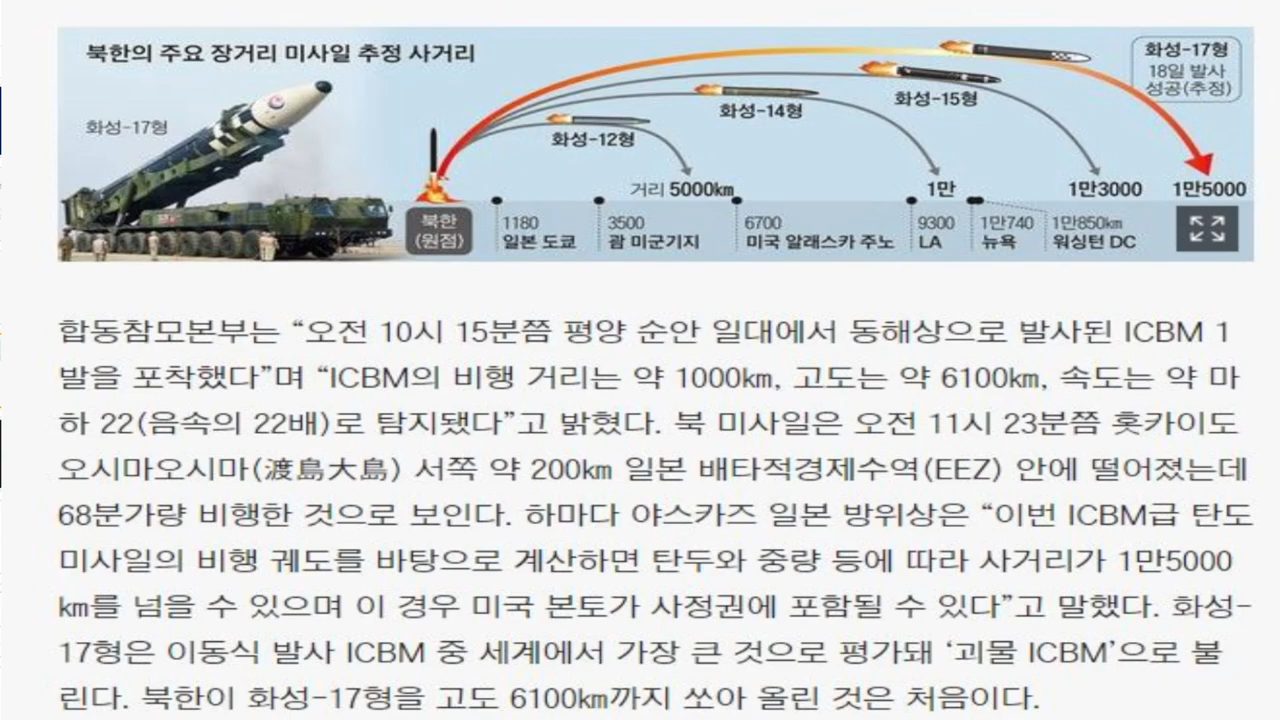 북한의 주요 장거리 미사일 추정 사거리
화성-17형
화성-12형
화성-14형
화성-15형
화성-17형
18일 발사
성공(추정)
거리 5000㎞
1만
1만3000
1만5000
북한
(원점)
1180
일본 도쿄
3500
괌 미군기지
6700
미국 알래스카 주노
9300
LA
1만740
뉴욕
1만850㎞
워싱턴 DC
합동참모본부는 “오전 10시 15분쯤 평양 순안 일대에서 동해상으로 발사된 ICBM 1
발을 포착했다”며 “ICBM의 비행 거리는 약 1000㎞, 고도는 약 6100㎞, 속도는 약 마
하 22(음속의 22배)로 탐지됐다”고 밝혔다. 북 미사일은 오전 11시 23분쯤 홋카이도
오시마오시마(渡島大島) 서쪽 약 200㎞ 일본 배타적경제수역(EEZ) 안에 떨어졌는데
68분가량 비행한 것으로 보인다. 하마다 야스카즈 일본 방위상은 “이번 ICBM급 탄도
미사일의 비행 궤도를 바탕으로 계산하면 탄두와 중량 등에 따라 사거리가 1만5000
㎞를 넘을 수 있으며 이 경우 미국 본토가 사정권에 포함될 수 있다”고 말했다. 화성-
17형은 이동식 발사 ICBM 중 세계에서 가장 큰 것으로 평가돼 ‘괴물 ICBM’으로 불
린다. 북한이 화성-17형을 고도 6100㎞까지 쏘아 올린 것은 처음이다.